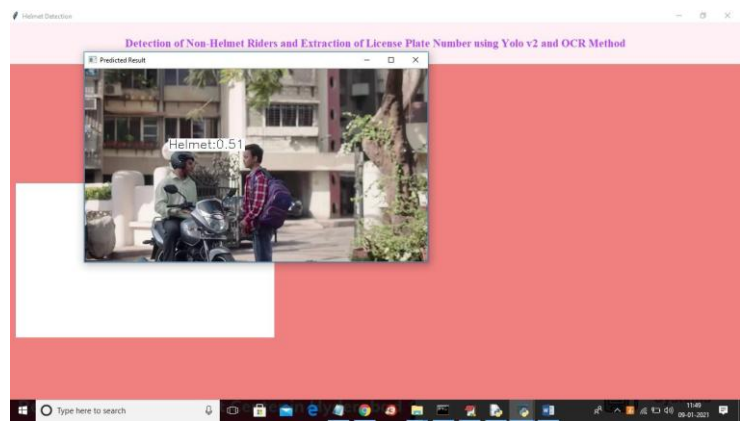 Helmet Detection
Detection of Non-Helmet Riders and Extraction of License Plate Number using Yolo v2 and OCR Method
Predicted Result
Helmet:0.51
Type here to search
11:49
09-01-2021